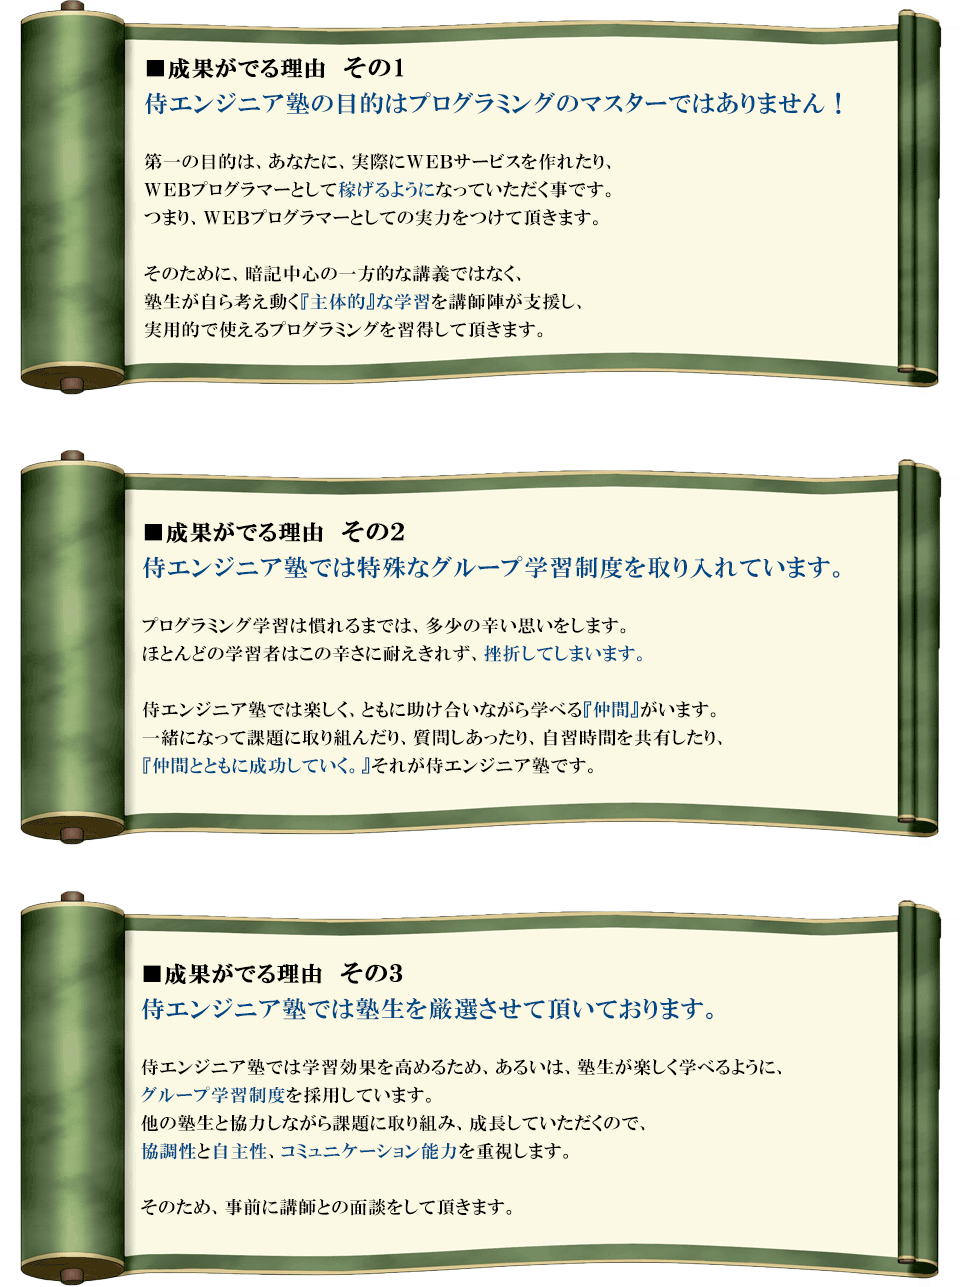 ■成果がでる理由 その1
侍エンジニア塾の目的はプログラミングのマスターではありません！
第一の目的は、あなたに、実際にWEBサービスを作れたり、
WEBプログラマーとして稼げるようになっていただく事です。
つまり、WEBプログラマーとしての実力をつけて頂きます。
そのために、暗記中心の一方的な講義ではなく、
塾生が自ら考え動く『主体的』な学習を講師陣が支援し、
実用的で使えるプログラミングを習得して頂きます。
■成果がでる理由 その2
侍エンジニア塾では特殊なグループ学習制度を取り入れています。
プログラミング学習は慣れるまでは、多少の辛い思いをします。
ほとんどの学習者はこの辛さに耐えきれず、挫折してしまいます。
侍エンジニア塾では楽しく、ともに助け合いながら学べる『仲間』がいます。
一緒になって課題に取り組んだり、質問しあったり、自習時間を共有したり、
『仲間とともに成功していく。』それが侍エンジニア塾です。
■成果がでる理由 その3
侍エンジニア塾では塾生を厳選させて頂いております。
侍エンジニア塾では学習効果を高めるため、あるいは、塾生が楽しく学べるように、
グループ学習制度を採用しています。
他の塾生と協力しながら課題に取り組み、成長していただくので、
協調性と自主性、コミュニケーション能力を重視します。
そのため、事前に講師との面談をして頂きます。